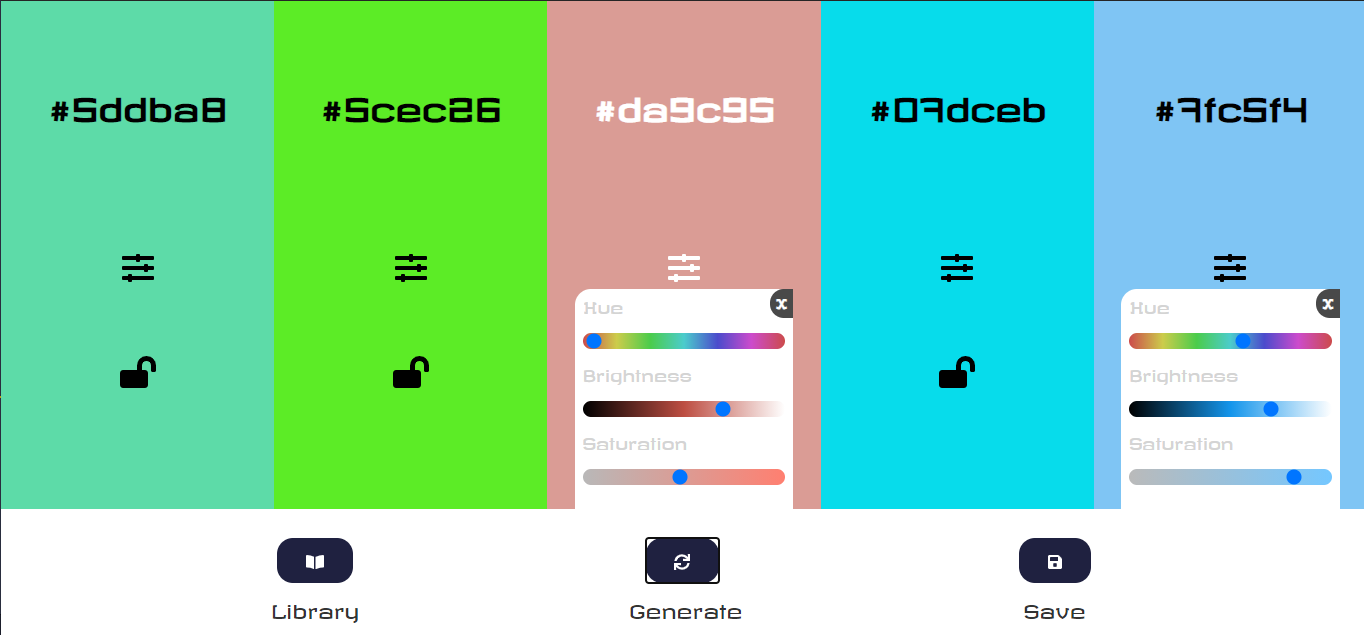 #5ddba8
#5cec26
#da9c95
#07dceb
#7fc5f4
X
Hue
Brightness
Saturation
X
Hue
Brightness
Saturation
Library
Generate
Save